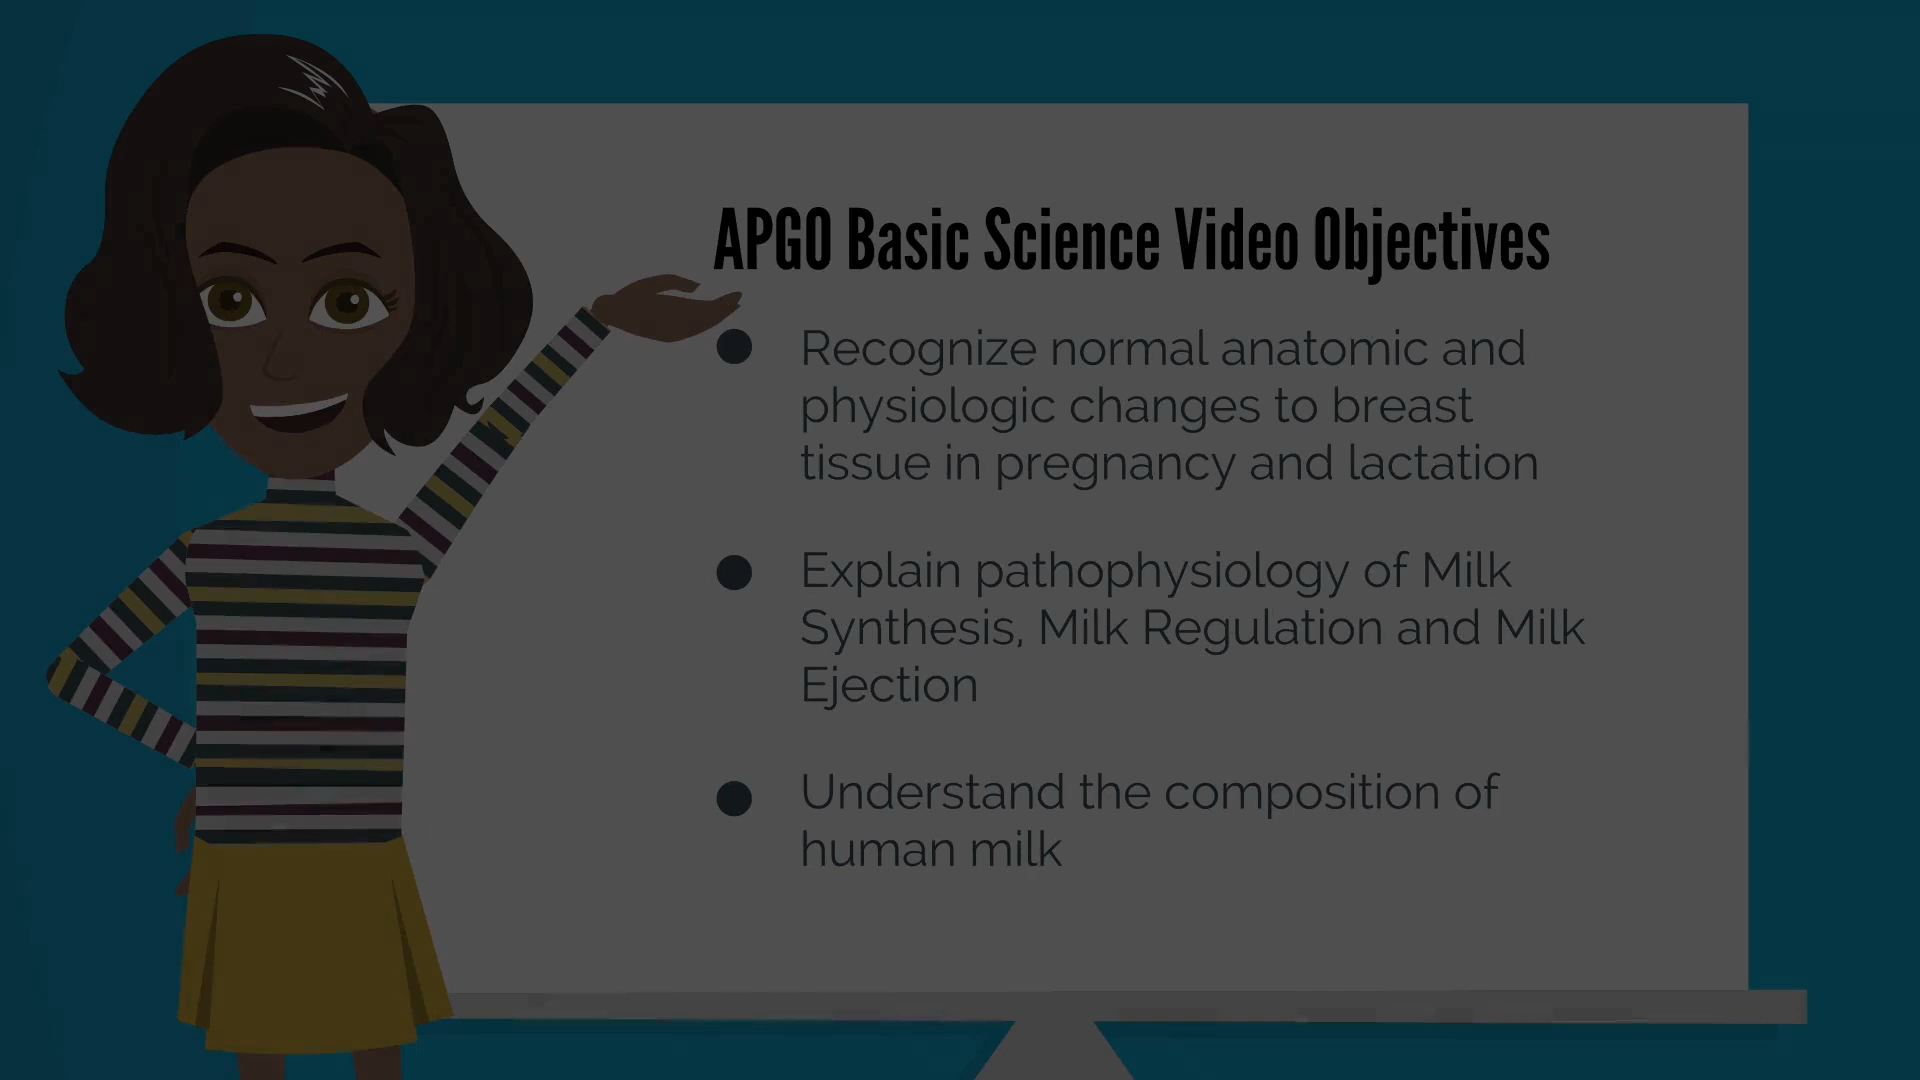 APGO Basic Science Video Objectives
● Recognize normal anatomic and
physiologic changes to breast
tissue in pregnancy and lactation
● Explain pathophysiology of Milk
Synthesis, Milk Regulation and Milk
Ejection
● Understand the composition of
human milk